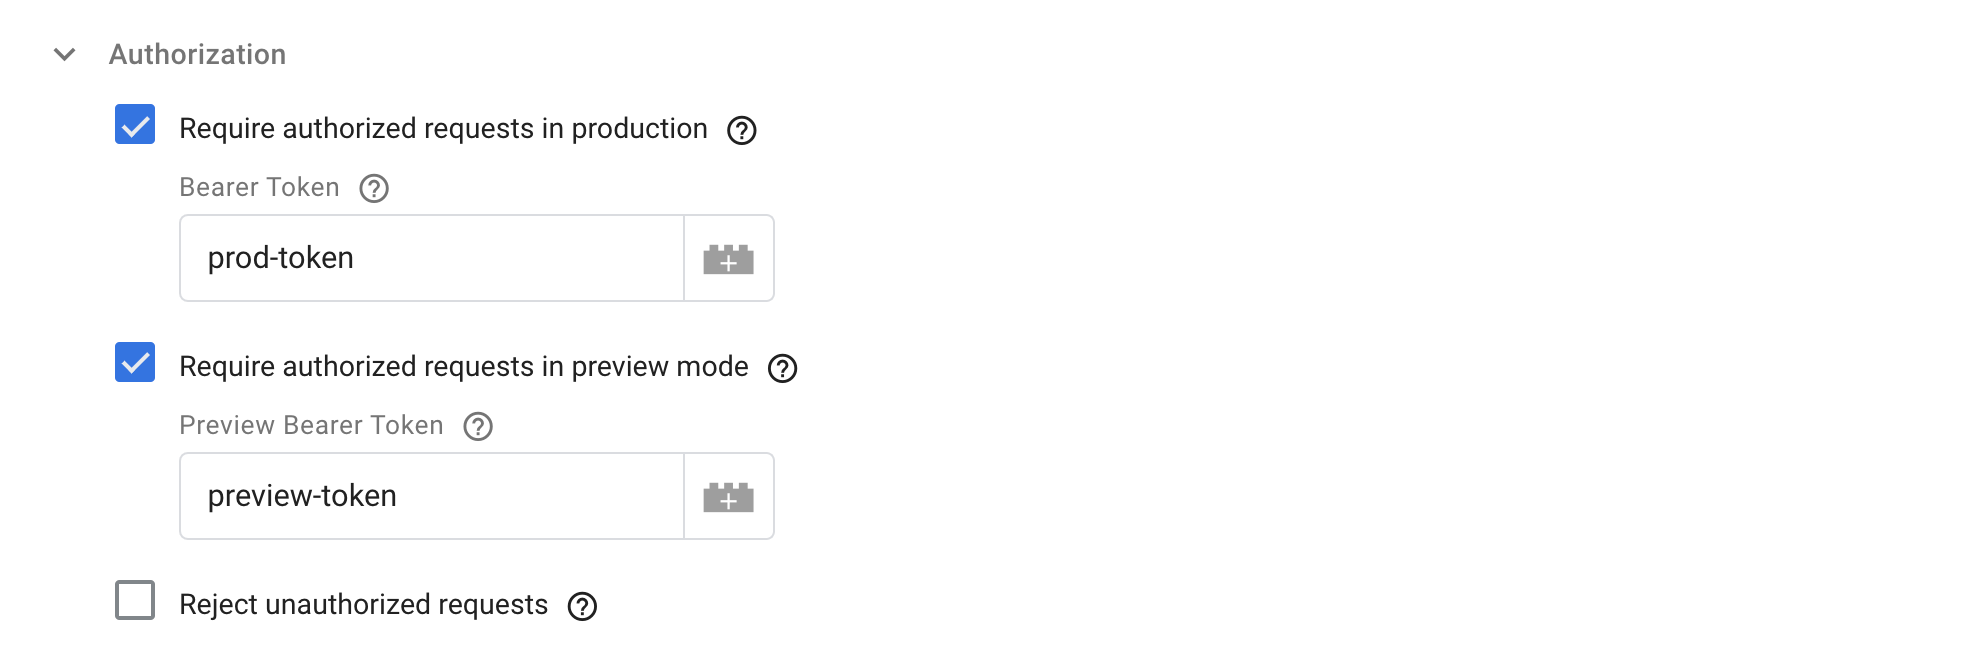 Authorization
Require authorized requests in production
Bearer Token
prod-token
Require authorized requests in preview mode
Preview Bearer Token
preview-token
Reject unauthorized requests